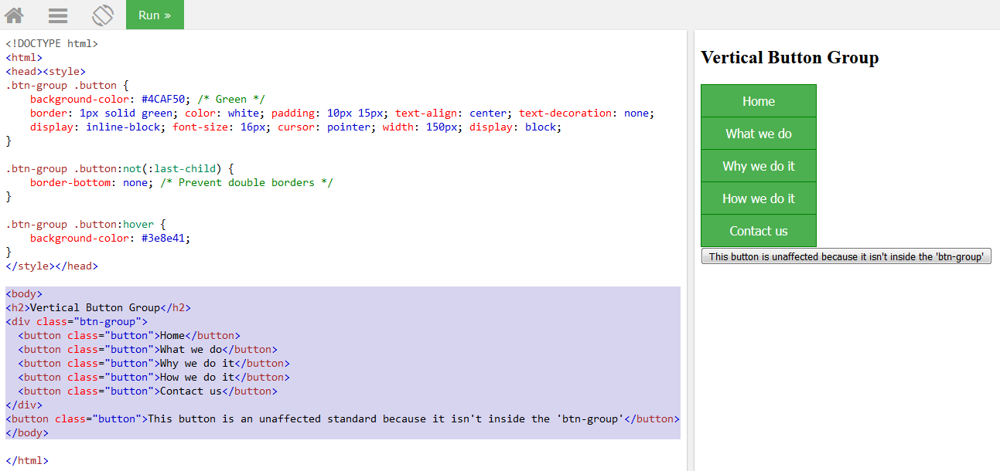 Run »
<!DOCTYPE html>
<html>
<head><style>
.btn-group .button {
    background-color: #4CAF50; /* Green */
    border: 1px solid green; color: white; padding: 10px 15px; text-align: center; text-decoration: none;
    display: inline-block; font-size: 16px; cursor: pointer; width: 150px; display: block;
}

.btn-group .button:not(:last-child) {
    border-bottom: none; /* Prevent double borders */
}

.btn-group .button:hover {
    background-color: #3e8e41;
}
</style></head>

<body>
<h2>Vertical Button Group</h2>
<div class="btn-group">
  <button class="button">Home</button>
  <button class="button">What we do</button>
  <button class="button">Why we do it</button>
  <button class="button">How we do it</button>
  <button class="button">Contact us</button>
</div>
<button class="button">This button is an unaffected standard because it isn't inside the 'btn-group'</button>
</body>

</html>
Vertical Button Group
Home
What we do
Why we do it
How we do it
Contact us
This button is unaffected because it isn't inside the 'btn-group'